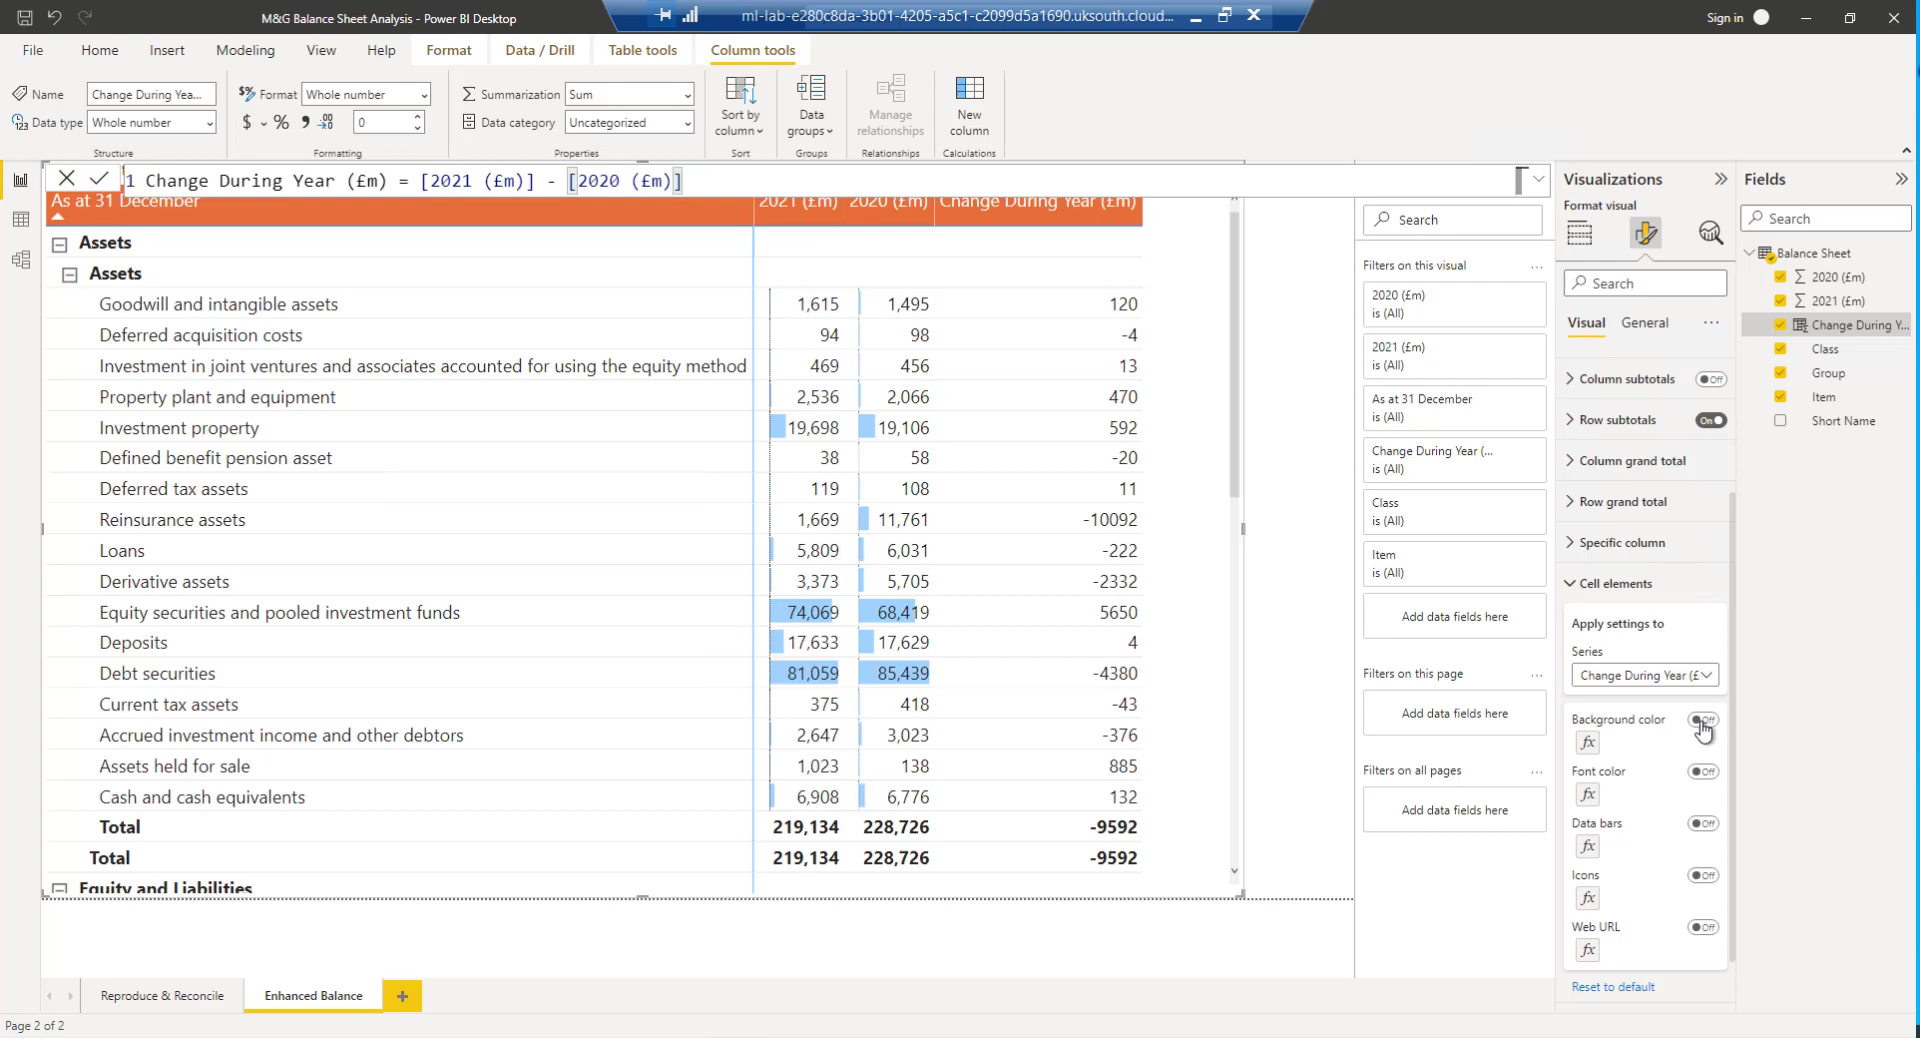 M&G Balance Sheet Analysis - Power BI Desktop
ml-lab-e280c8da-3b01-4205-a5c1-c2099d5a1690.uksouth.cloud...
Sign in
File Home Insert Modeling View Help Format Data / Drill Table tools Column tools
Name Change During Yea... $% Format Whole number Σ Summarization Sum
Data type Whole number $ % 9 .00 0 Data category Uncategorized
Sort by column
Data groups
Manage relationships
New column
Structure Formatting Properties Sort Groups Relationships Calculations
1 Change During Year (£m) = [2021 (£m)] - [2020 (£m)]
As at 31 December 2021 (£m) 2020 (£m) Change During Year (£m)
Assets
Assets
Goodwill and intangible assets 1,615 1,495 120
Deferred acquisition costs 94 98 -4
Investment in joint ventures and associates accounted for using the equity method 469 456 13
Property plant and equipment 2,536 2,066 470
Investment property 19,698 19,106 592
Defined benefit pension asset 38 58 -20
Deferred tax assets 119 108 11
Reinsurance assets 1,669 11,761 -10092
Loans 5,809 6,031 -222
Derivative assets 3,373 5,705 -2332
Equity securities and pooled investment funds 74,069 68,419 5650
Deposits 17,633 17,629 4
Debt securities 81,059 85,439 -4380
Current tax assets 375 418 -43
Accrued investment income and other debtors 2,647 3,023 -376
Assets held for sale 1,023 138 885
Cash and cash equivalents 6,908 6,776 132
Total 219,134 228,726 -9592
Total 219,134 228,726 -9592
Equity and Liabilities
Search
Filters on this visual ...
2020 (£m)
is (All)
2021 (£m)
is (All)
As at 31 December
is (All)
Change During Year (...
is (All)
Class
is (All)
Item
is (All)
Add data fields here
Filters on this page ...
Add data fields here
Filters on all pages ...
Add data fields here
Visualizations
Format visual
Search
Visual General ...
Column subtotals Off
Row subtotals On
Column grand total
Row grand total
Specific column
Cell elements
Apply settings to
Series
Change During Year (£
Background color Off
fx
Font color Off
fx
Data bars Off
fx
Icons Off
fx
Web URL Off
fx
Reset to default
Fields
Search
Balance Sheet
Σ 2020 (£m)
Σ 2021 (£m)
Change During Y...
Class
Group
Item
Short Name
Reproduce & Reconcile Enhanced Balance +
Page 2 of 2